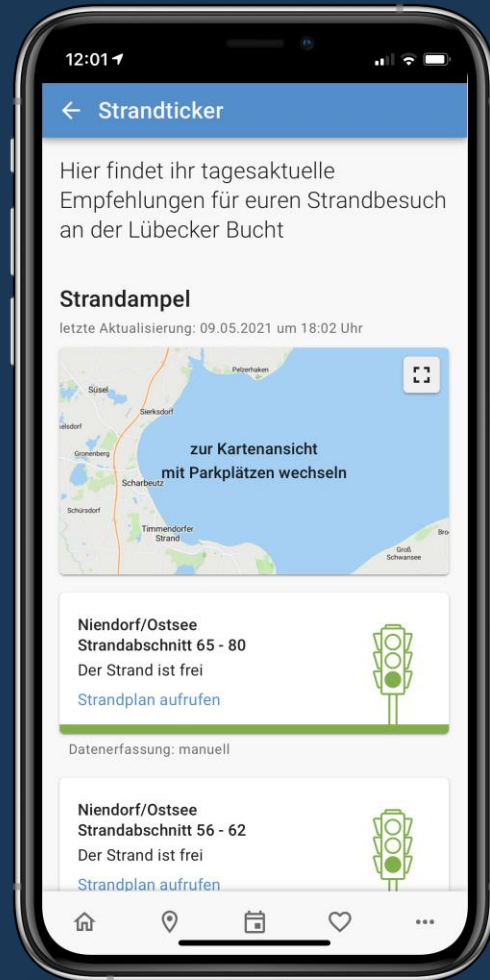 12:01
Strandticker
Hier findet ihr tagesaktuelle
Empfehlungen für euren Strandbesuch
an der Lübecker Bucht
Strandampel
letzte Aktualisierung: 09.05.2021 um 18:02 Uhr
Pelzerhaken
Süsel
Sierksdorf
elsdorf
Gronenberg
zur Kartenansicht
mit Parkplätzen wechseln
Scharbeutz
Schürsdorf
Timmendorfer
Strand
Bro
Groß
Schwansee
Niendorf/Ostsee
Strandabschnitt 65 - 80
Der Strand ist frei
Strandplan aufrufen
Datenerfassung: manuell
Niendorf/Ostsee
Strandabschnitt 56 - 62
Der Strand ist frei
Strandplan aufrufen